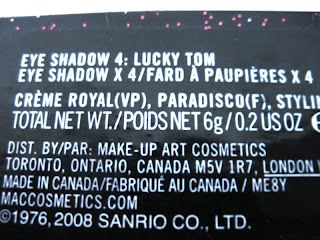 EYE SHADOW 4: LUCKY TOM
EYE SHADOW X 4/FARD À PAUPIÈRES X 4
CRÈME ROYAL(VP), PARADISCO(F),
TOTAL NET WT./POIDS NET 6g/0.2 US OZ
DIST. BY/PAR: MAKE-UP ART COSMETICS
TORONTO, ONTARIO, CANADA M5V 1R7, LONDON
MADE IN CANADA/FABRIQUÉ AU CANADA / ME8Y
MACCOSMETICS.COM
©1976, 2008 SANRIO CO., LTD.